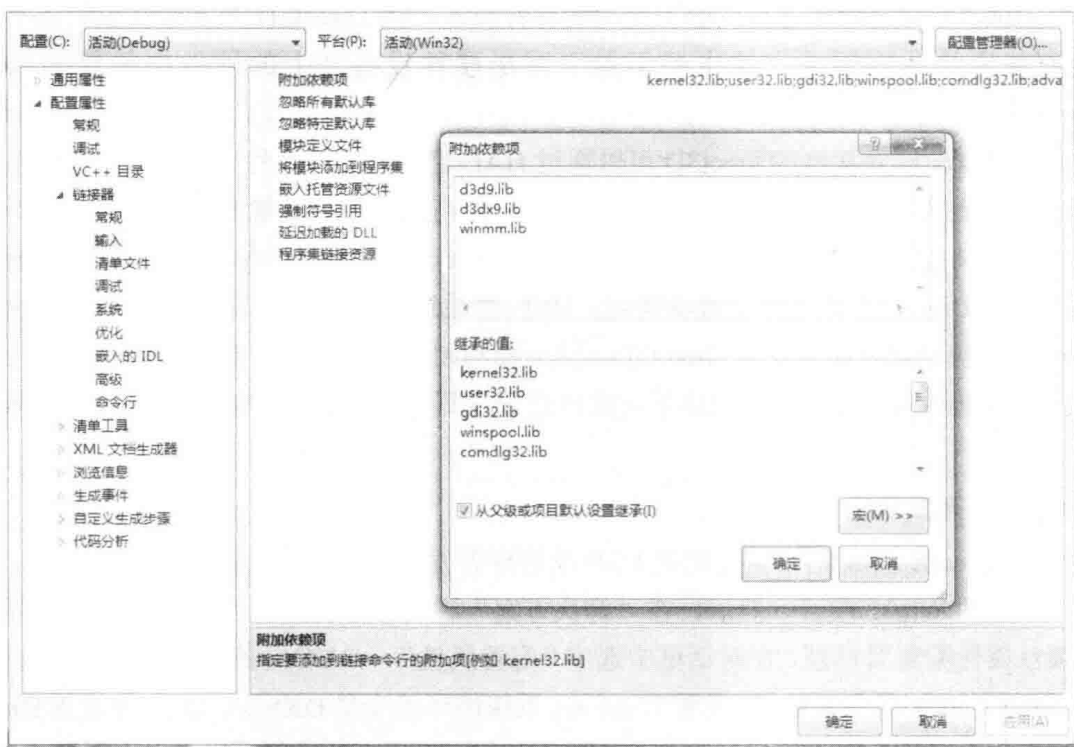 配置(C): 活动(Debug) 平台(P): 活动(Win32) 配置管理器(O)...
通用属性
配置属性
常规
调试
VC++ 目录
链接器
常规
输入
清单文件
调试
系统
优化
嵌入的 IDL
高级
命令行
清单工具
XML 文档生成器
浏览信息
生成事件
自定义生成步骤
代码分析
附加依赖项 kernel32.lib;user32.lib;gdi32.lib;winspool.lib;comdlg32.lib;adva
忽略所有默认库
忽略特定默认库
模块定义文件
将模块添加到程序集
嵌入托管资源文件
强制符号引用
延迟加载的 DLL
程序集链接资源
附加依赖项
d3d9.lib
d3dx9.lib
winmm.lib
继承的值:
kernel32.lib
user32.lib
gdi32.lib
winspool.lib
comdlg32.lib
从父级或项目默认设置继承(I)
宏(M) >>
确定 取消
附加依赖项
指定要添加到链接命令行的附加项[例如 kernel32.lib]
确定 取消 应用(A)